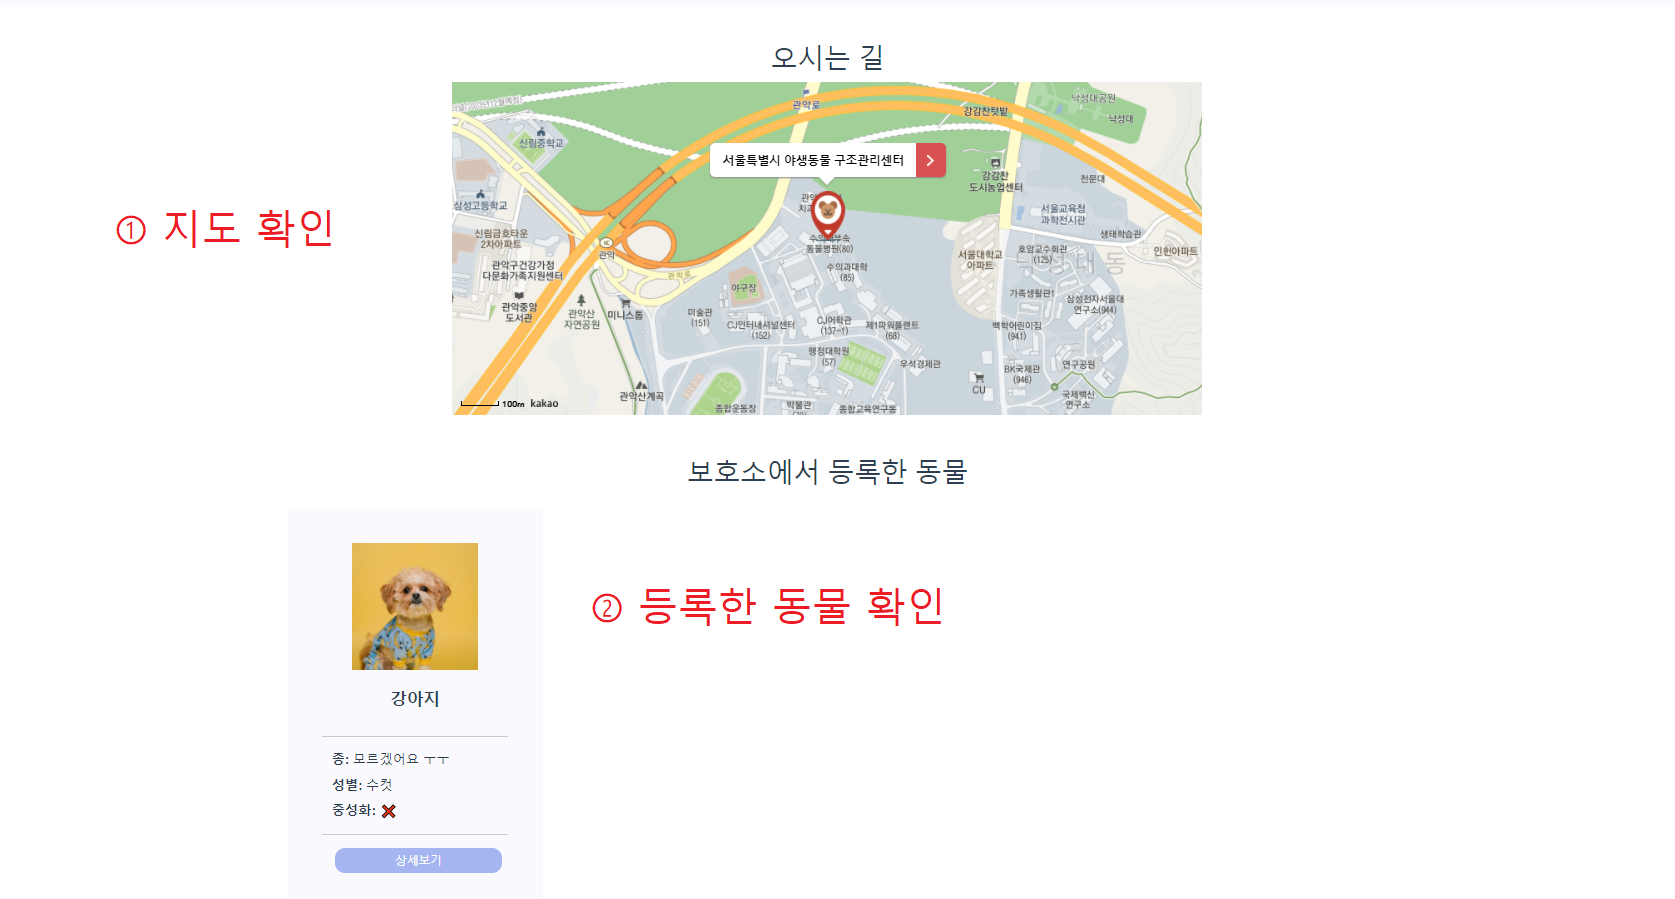 오시는 길
관악로
낙성대공원
강감찬텃밭
낙성대
신림중학교
서울특별시 야생동물 구조관리센터
강감찬
도시농업센터
천문대
삼성고등학교
① 지도 확인
서울교육청
과학전시관
신림금호타운
2차아파트
생태학습관
수의대부속
동물병원(80)
관악
서울대학교
아파트
호암교수회관
(125)
인헌아파트
관악구건강가정
다문화가족지원센터
수의과대학
(85)
관악로
야구장
가족생활관1
삼성전자서울대
연구소(944)
관악중앙
도서관
관악산
자연공원
미니스톱
미술관
(151)
CJ인터내셔널센터
(152)
CJ어학관
(137-1)
제1파워플랜트
(68)
백학어린이집
(941)
행정대학원
(57)
우석경제관
BK국제관
(946)
연구공원
CU
관악산계곡
국제백신
연구소
100m kakao
종합운동장
박물관
종합교육연구동
보호소에서 등록한 동물
② 등록한 동물 확인
강아지
종: 모르겠어요 ㅜㅜ
성별: 수컷
중성화: ❌
상세보기